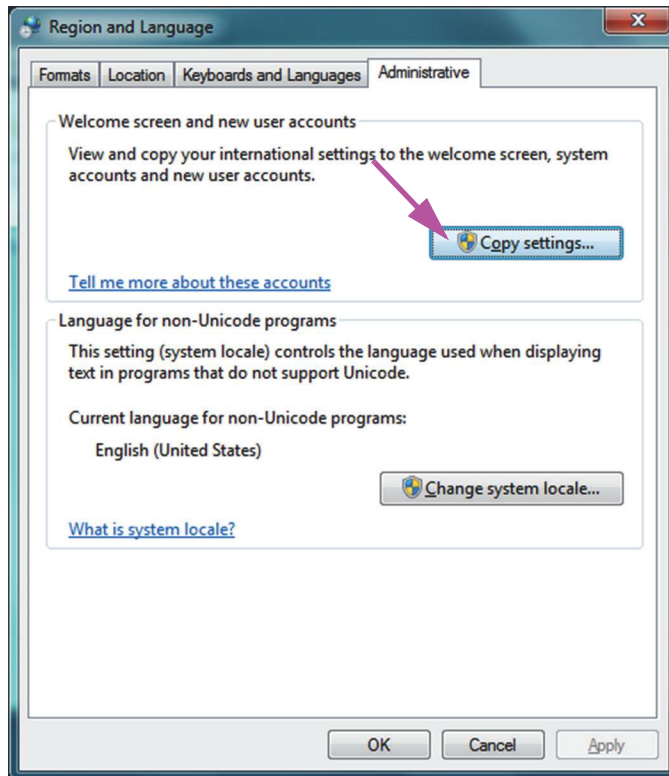 Region and Language
Formats Location Keyboards and Languages Administrative
Welcome screen and new user accounts
View and copy your international settings to the welcome screen, system
accounts and new user accounts.
Copy settings...
Tell me more about these accounts
Language for non-Unicode programs
This setting (system locale) controls the language used when displaying
text in programs that do not support Unicode.
Current language for non-Unicode programs:
English (United States)
Change system locale...
What is system locale?
OK Cancel Apply